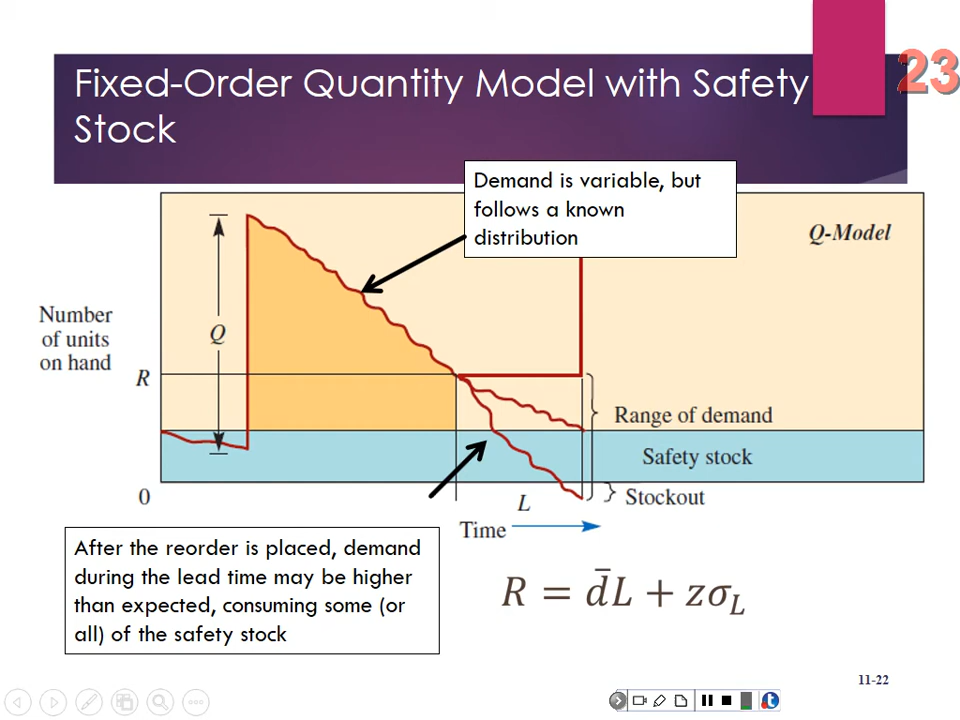 Fixed-Order Quantity Model with Safety
Stock
23
Demand is variable, but
follows a known
distribution
Q-Model
Number
of units
on hand
Q
R
Range of demand
Safety stock
0
L
Stockout
Time
After the reorder is placed, demand
during the lead time may be higher
than expected, consuming some (or
all) of the safety stock
R = d̄L + zσ_L
11-22